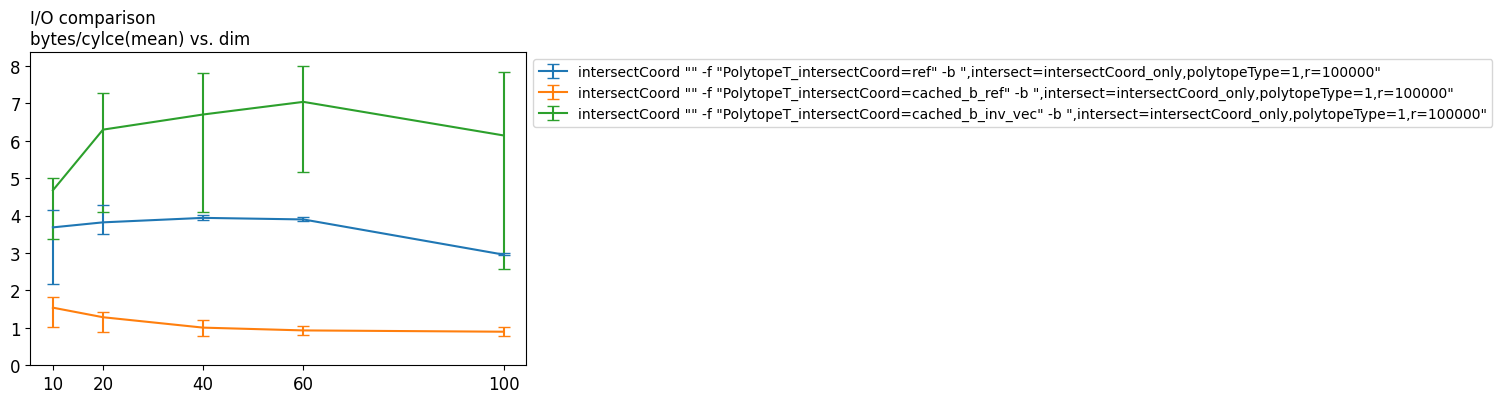 I/O comparison
bytes/cylce(mean) vs. dim
8
7
6
5
4
3
2
1
0
10 20 40 60 100
intersectCoord "" -f "PolytopeT_intersectCoord=ref" -b ",intersect=intersectCoord_only,polytopeType=1,r=100000"
intersectCoord "" -f "PolytopeT_intersectCoord=cached_b_ref" -b ",intersect=intersectCoord_only,polytopeType=1,r=100000"
intersectCoord "" -f "PolytopeT_intersectCoord=cached_b_inv_vec" -b ",intersect=intersectCoord_only,polytopeType=1,r=100000"